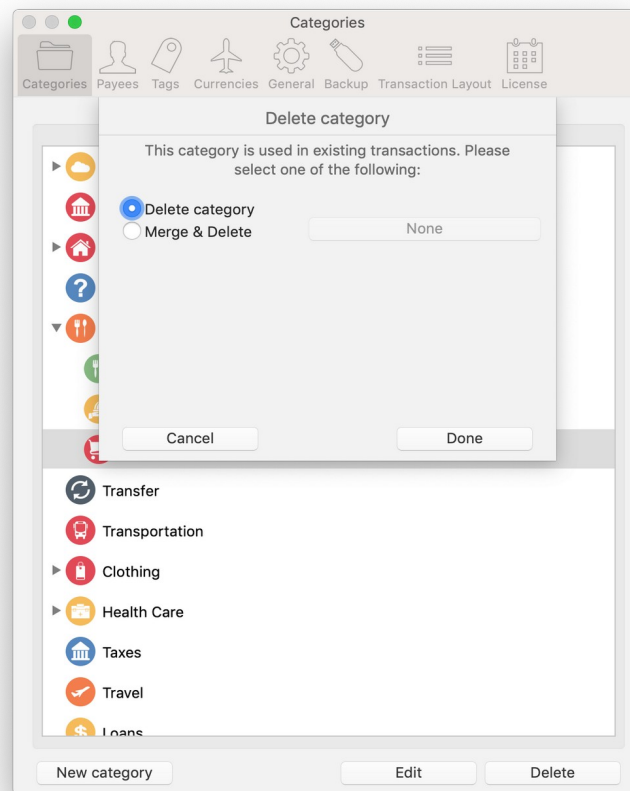 Categories
Categories Payees Tags Currencies General Backup Transaction Layout License
Delete category
This category is used in existing transactions. Please
select one of the following:
Delete category
Merge & Delete None
Cancel Done
Transfer
Transportation
Clothing
Health Care
Taxes
Travel
Loans
New category Edit Delete